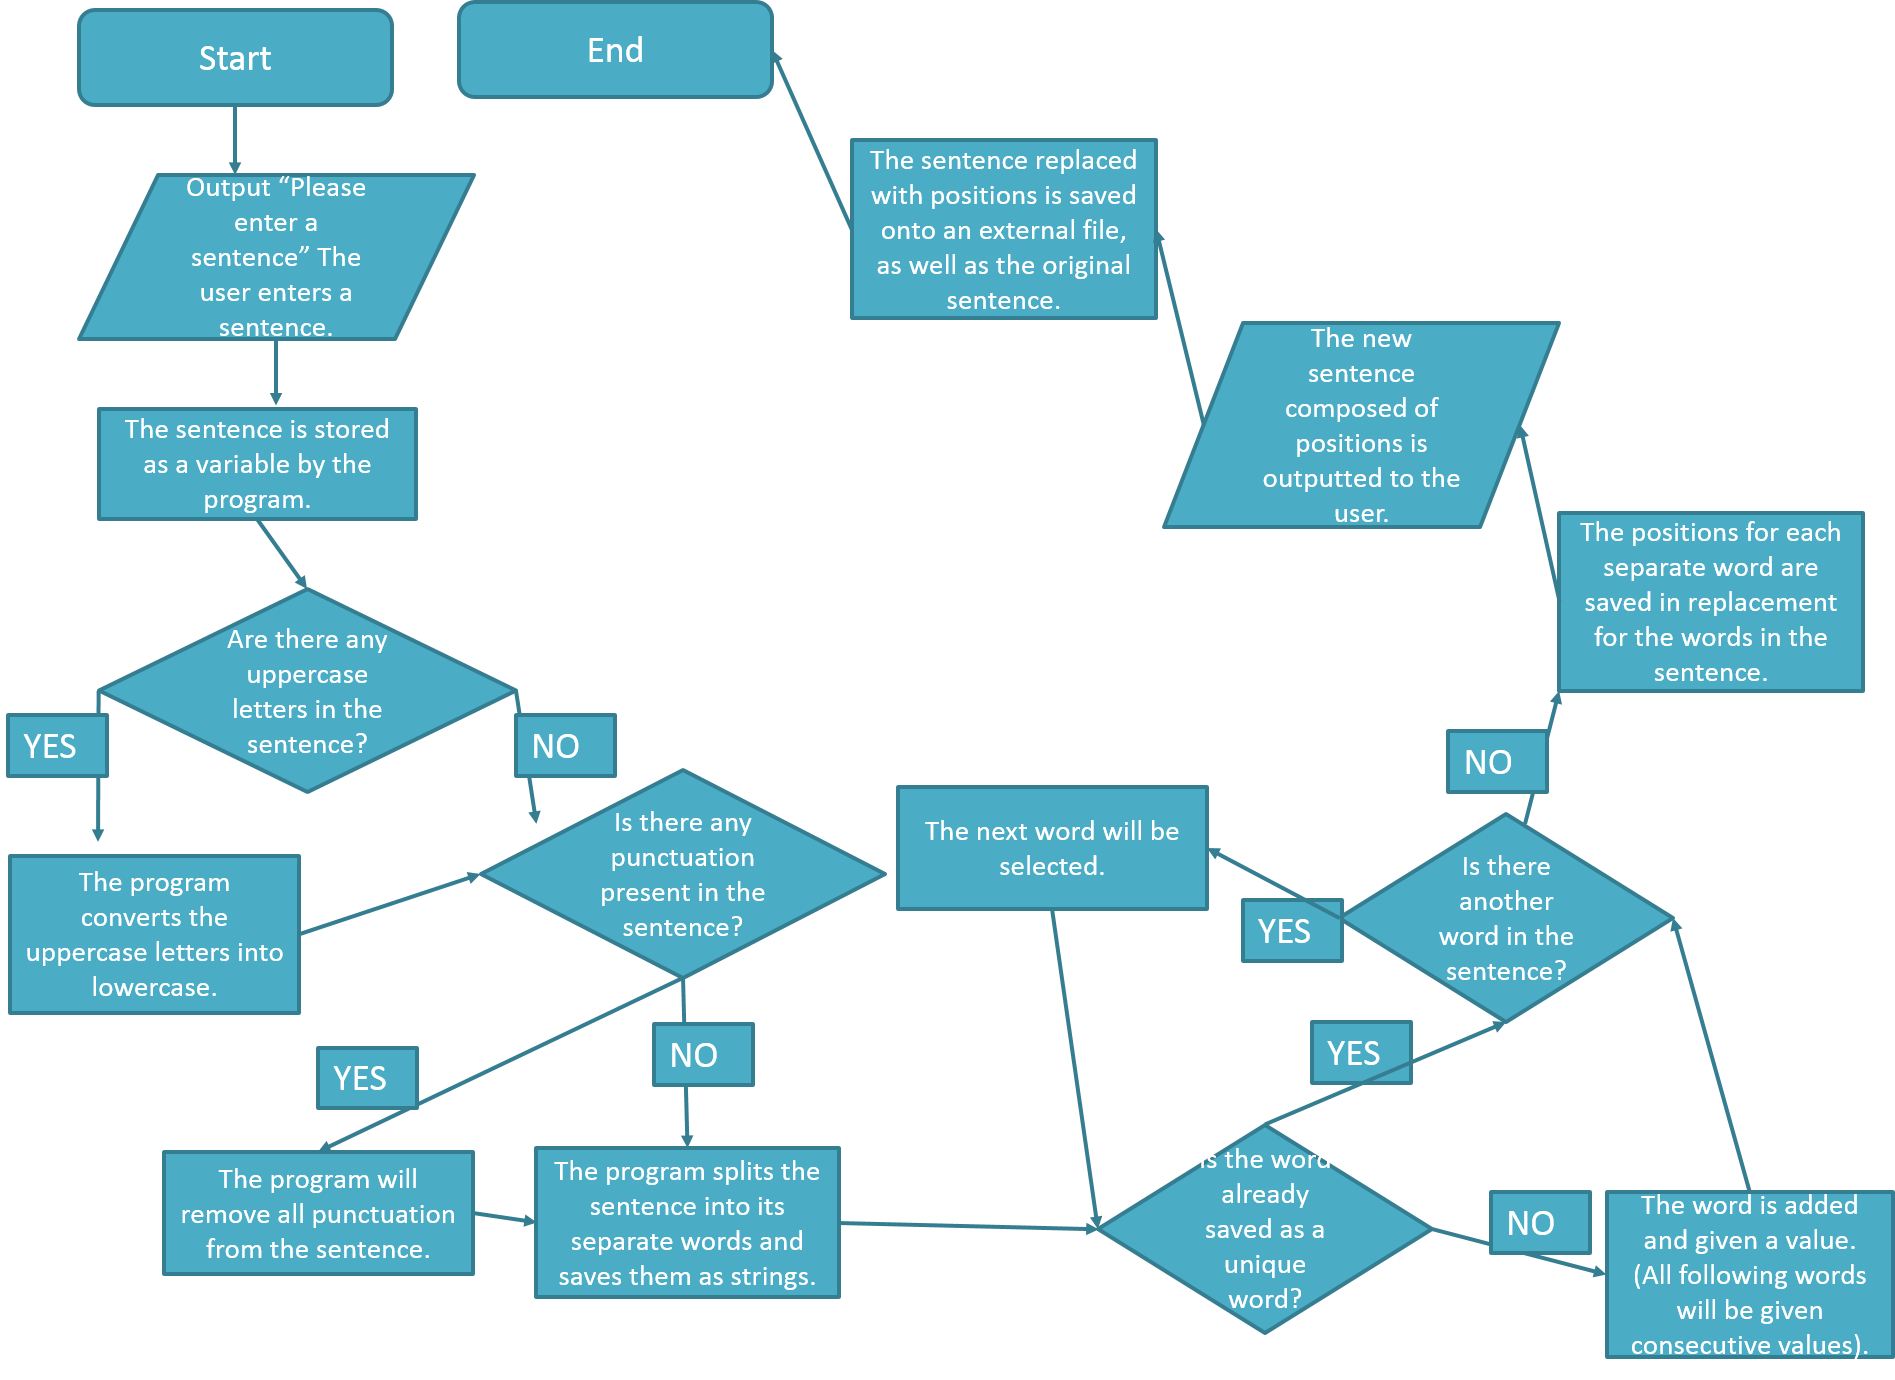 Start
End
Output “Please
enter a
sentence” The
user enters a
sentence.
The sentence is stored
as a variable by the
program.
Are there any
uppercase
letters in the
sentence?
YES
NO
The program
converts the
uppercase letters into
lowercase.
Is there any
punctuation
present in the
sentence?
YES
NO
The program will
remove all punctuation
from the sentence.
The program splits the
sentence into its
separate words and
saves them as strings.
Is the word
already
saved as a
unique
word?
YES
NO
The word is added
and given a value.
(All following words
will be given
consecutive values).
Is there
another
word in the
sentence?
YES
The next word will be
selected.
NO
The positions for each
separate word are
saved in replacement
for the words in the
sentence.
The new
sentence
composed of
positions is
outputted to the
user.
The sentence replaced
with positions is saved
onto an external file,
as well as the original
sentence.